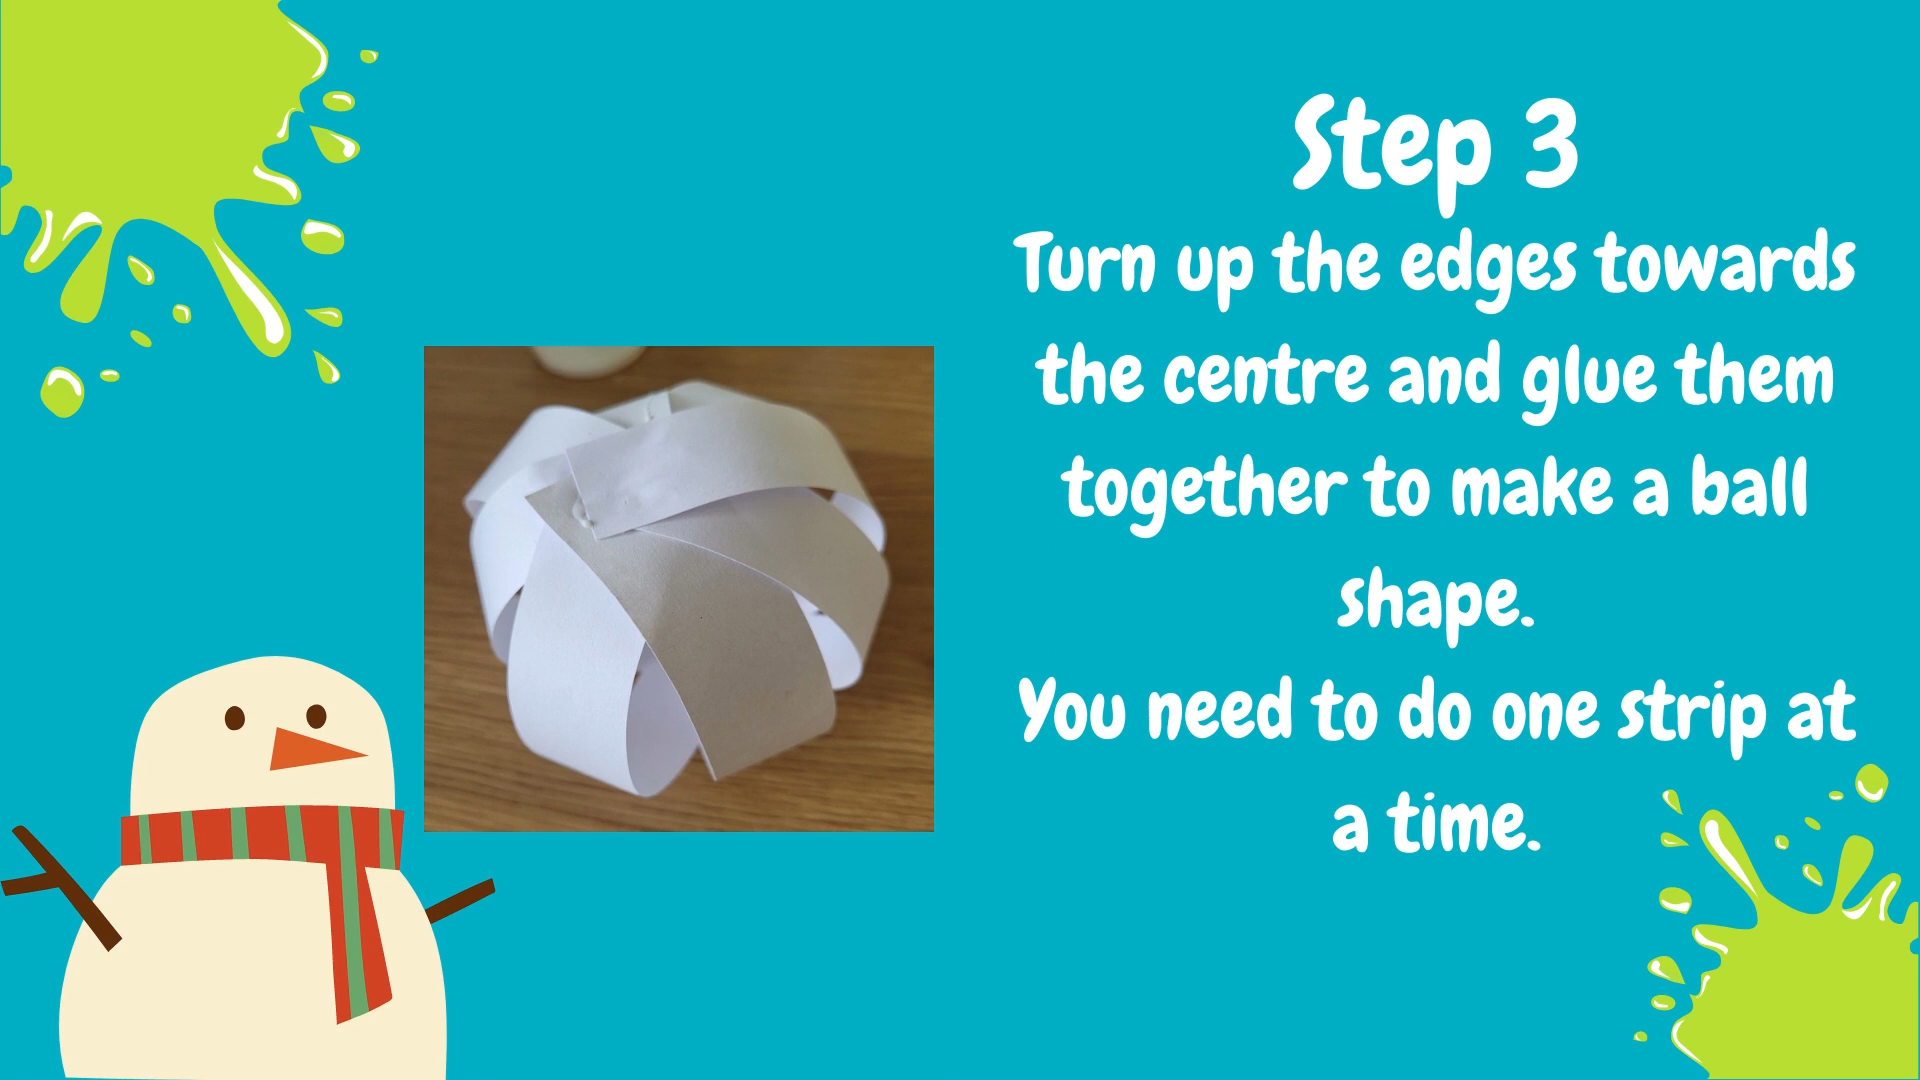 Step 3
Turn up the edges towards
the centre and glue them
together to make a ball
shape.
You need to do one strip at
a time.